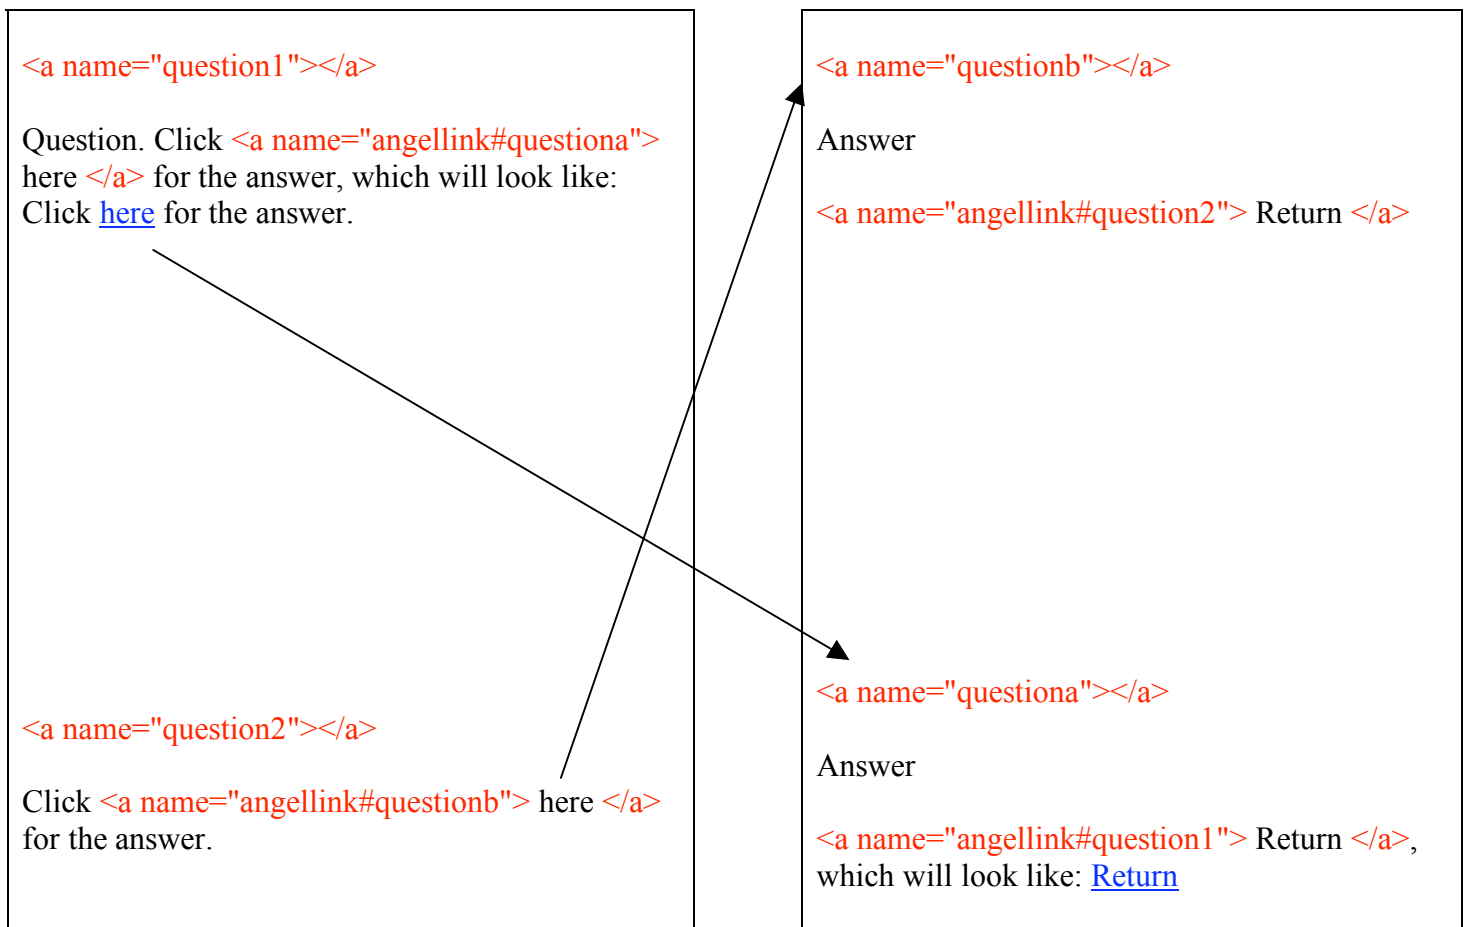 <a name="question1"></a>
Question. Click <a name="angellink#questiona">
here </a> for the answer, which will look like:
Click here for the answer.
<a name="question2"></a>
Click <a name="angellink#questionb"> here </a>
for the answer.
<a name="questionb"></a>
Answer
<a name="angellink#question2"> Return </a>
<a name="questiona"></a>
Answer
<a name="angellink#question1"> Return </a>,
which will look like: Return